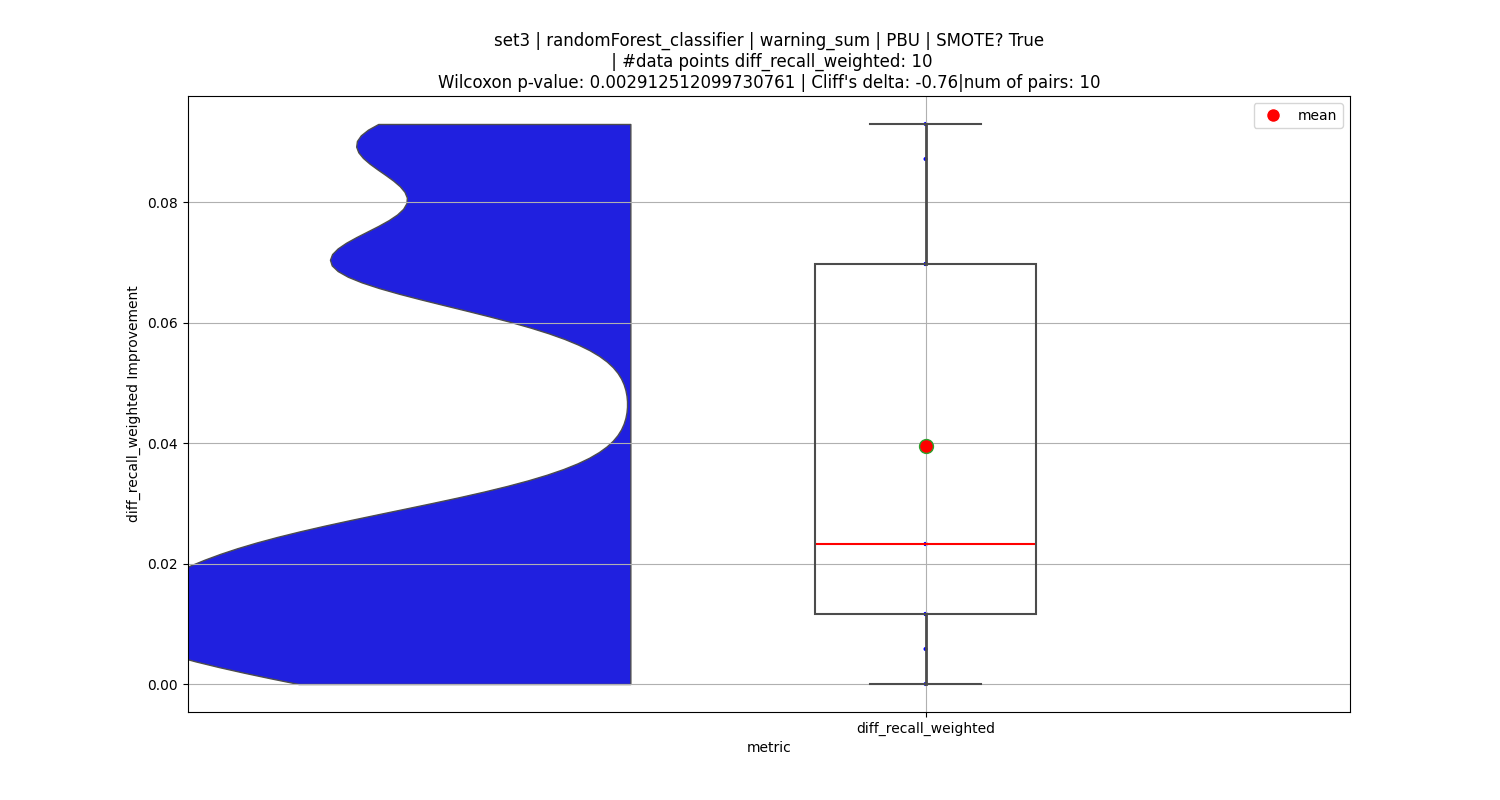 set3 | randomForest_classifier | warning_sum | PBU | SMOTE? True
| #data points diff_recall_weighted: 10
Wilcoxon p-value: 0.002912512099730761 | Cliff's delta: -0.76|num of pairs: 10
mean
diff_recall_weighted Improvement
0.08
0.06
0.04
0.02
0.00
diff_recall_weighted
metric